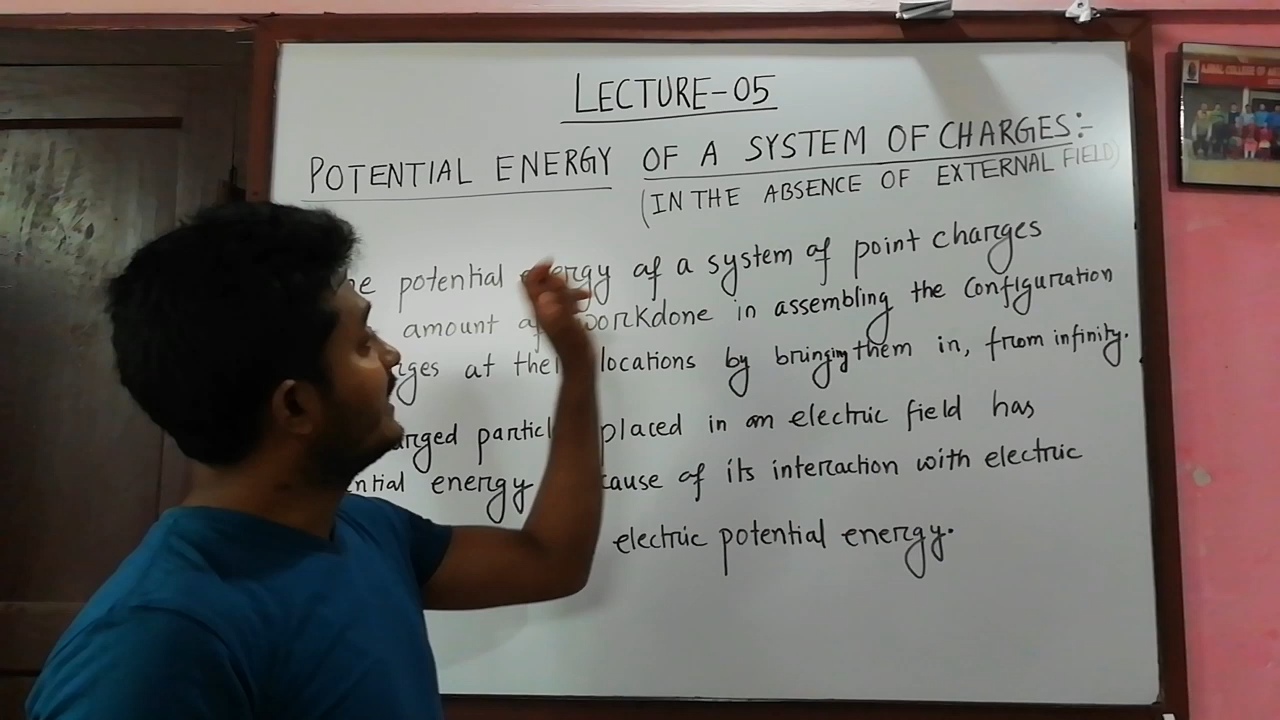 LECTURE-05
POTENTIAL ENERGY OF A SYSTEM OF CHARGES:-
(IN THE ABSENCE OF EXTERNAL FIELD)
potential energy of a system of point charges
amount workdone in assembling the configuration
at locations by bringing them in, from infinity.
placed in an electric field has
energy of its interaction with electric
electric potential energy.